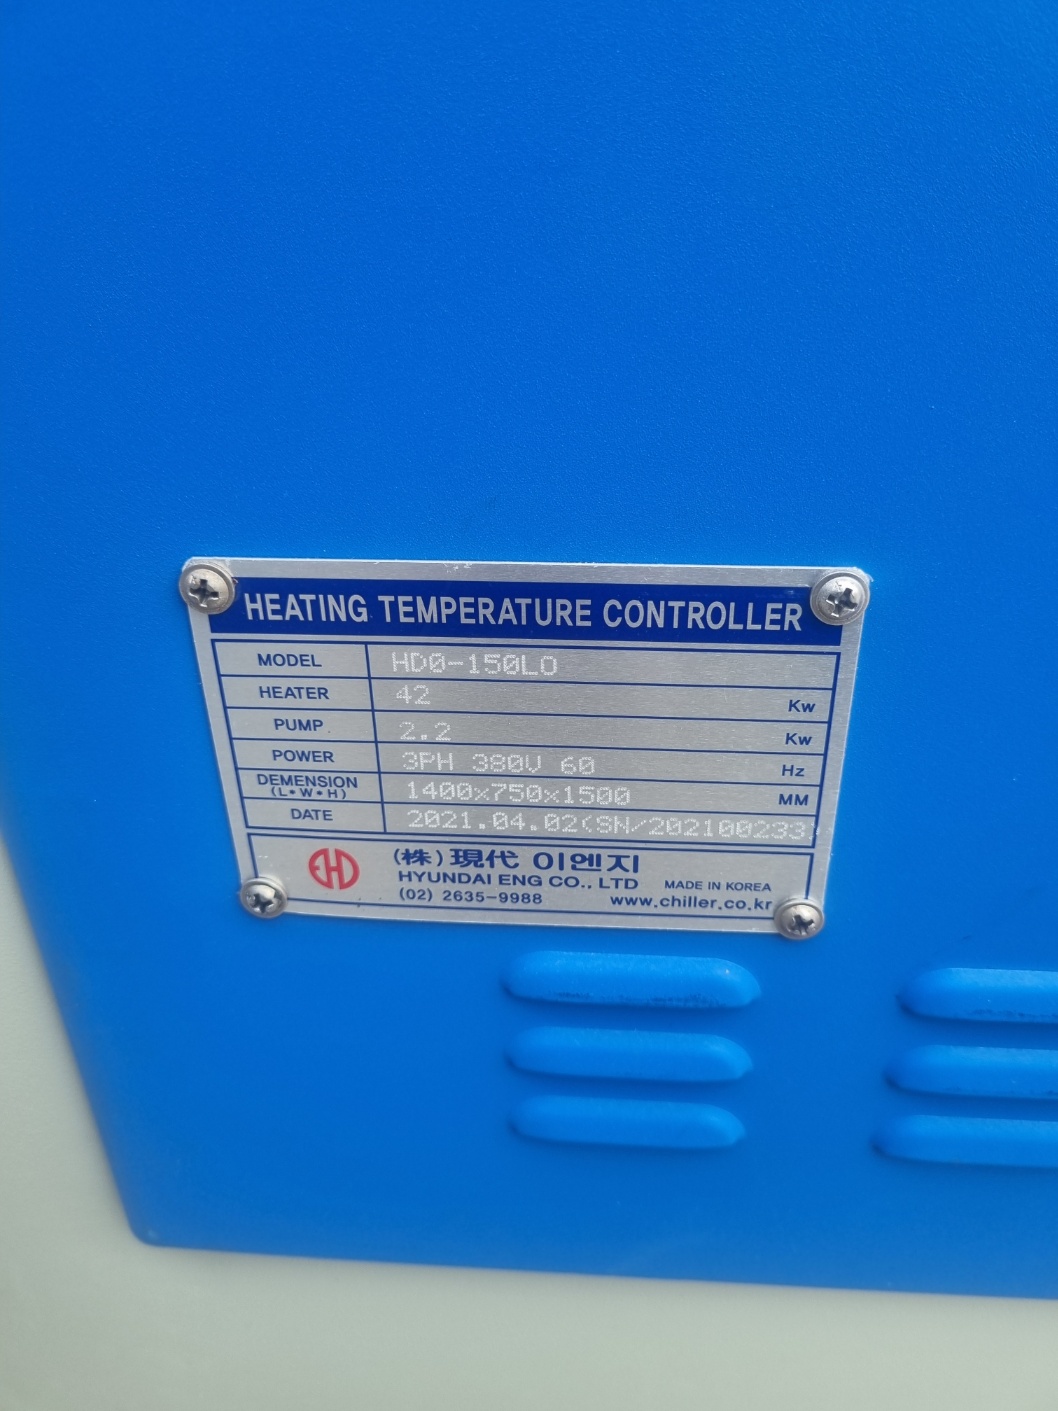 HEATING TEMPERATURE CONTROLLER
MODEL HD0-150LO
HEATER 42 Kw
PUMP 2.2 Kw
POWER 3PH 380V 60 Hz
DEMENSION (L*W*H) 1400x750x1500 MM
DATE 2021.04.02(SN/202100233
EHD
(株)現代 이엔지
HYUNDAI ENG CO., LTD MADE IN KOREA
(02) 2635-9988 www.chiller.co.kr